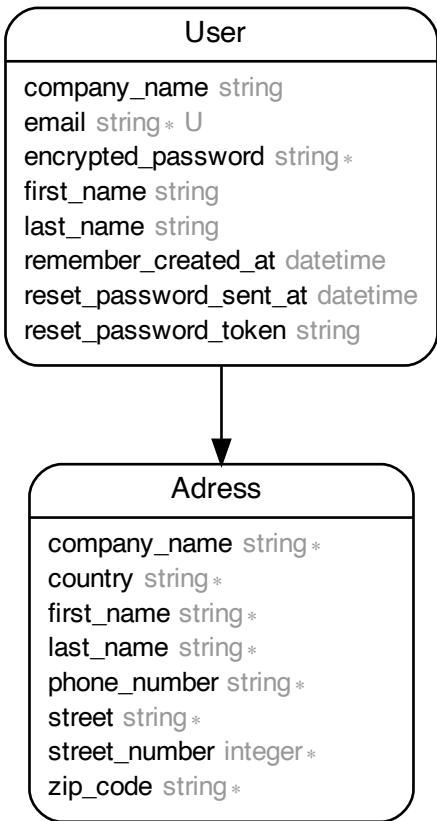 User
company_name string
email string * U
encrypted_password string *
first_name string
last_name string
remember_created_at datetime
reset_password_sent_at datetime
reset_password_token string
Adress
company_name string *
country string *
first_name string *
last_name string *
phone_number string *
street string *
street_number integer *
zip_code string *